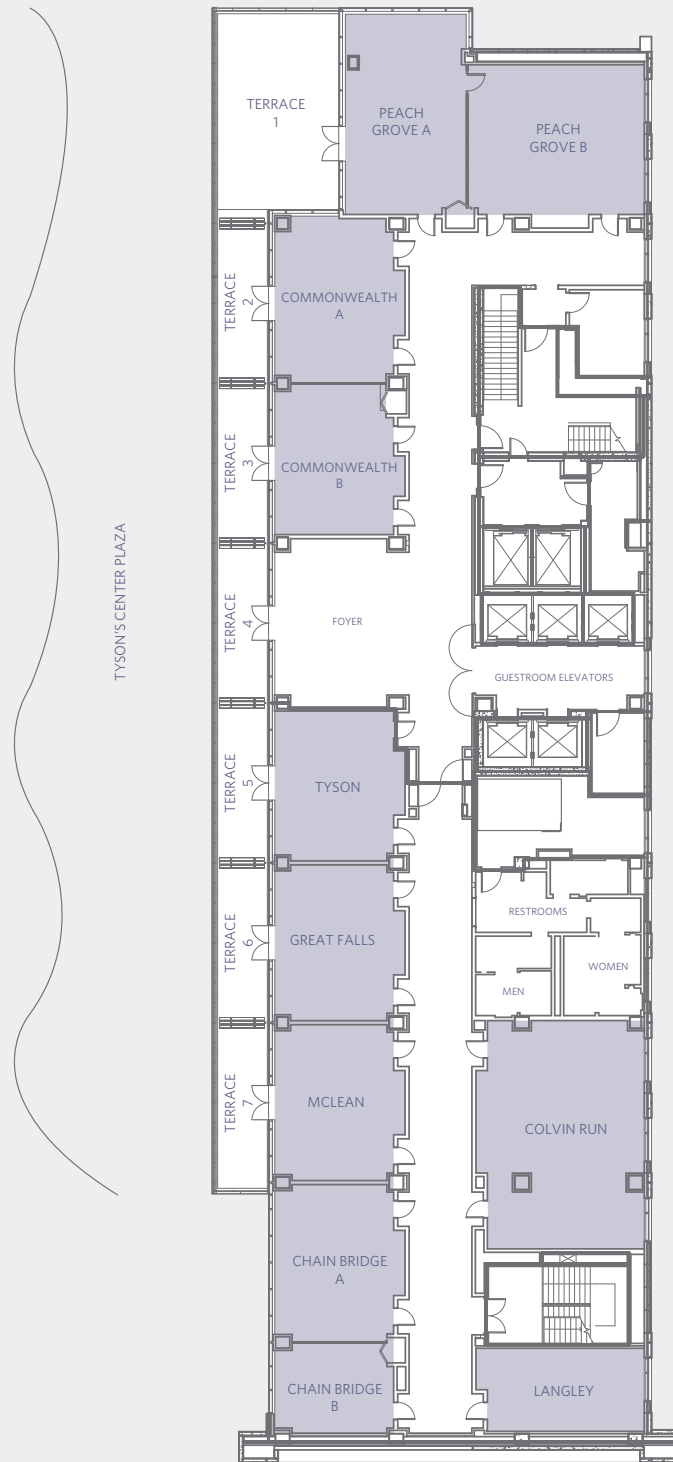 TERRACE
1
PEACH
GROVE A
PEACH
GROVE B
TERRACE
2
COMMONWEALTH
A
TERRACE
3
COMMONWEALTH
B
TYSON'S CENTER PLAZA
TERRACE
4
FOYER
GUESTROOM ELEVATORS
TERRACE
5
TYSON
TERRACE
6
GREAT FALLS
RESTROOMS
WOMEN
MEN
TERRACE
7
MCLEAN
COLVIN RUN
CHAIN BRIDGE
A
CHAIN BRIDGE
B
LANGLEY